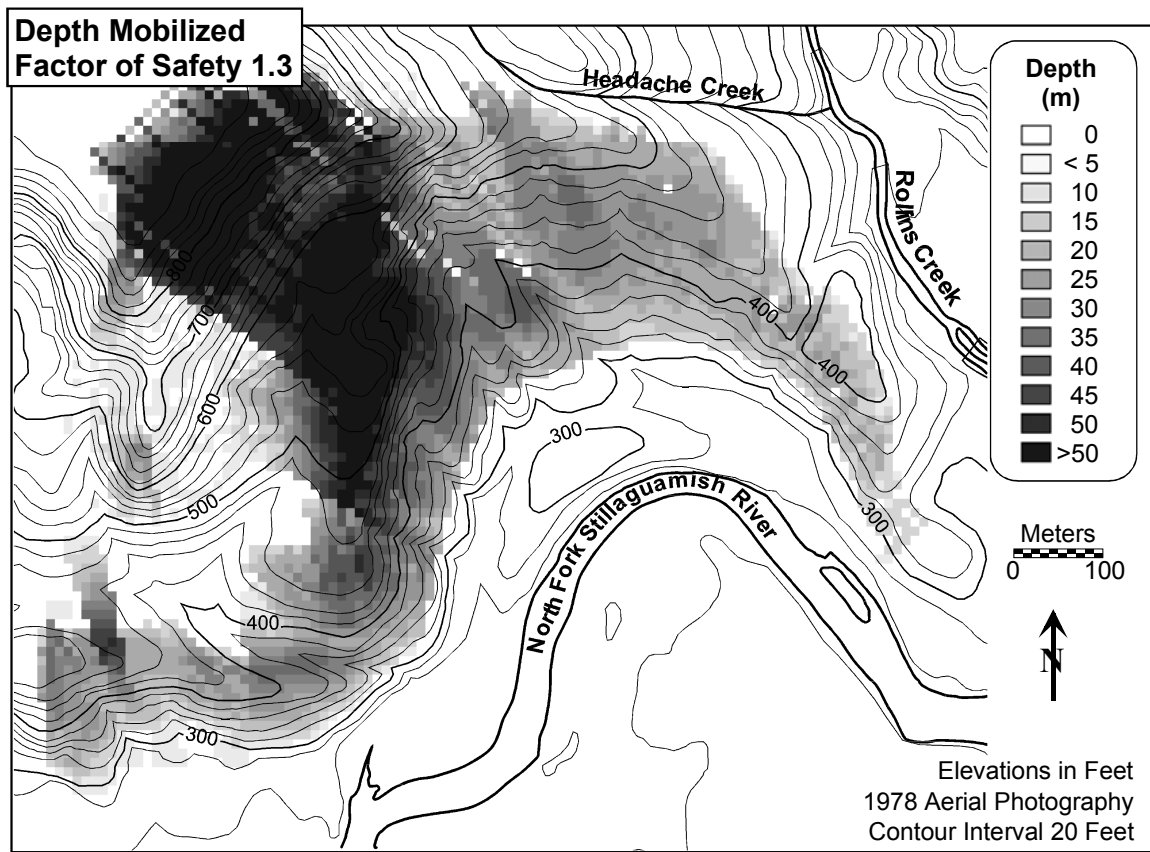 Depth Mobilized
Factor of Safety 1.3
Headache Creek
Rollins Creek
Depth
(m)
0
< 5
10
15
20
25
30
35
40
45
50
>50
800
700
600
500
400
300
400
400
300
300
North Fork Stillaguamish River
Meters
0 100
N
Elevations in Feet
1978 Aerial Photography
Contour Interval 20 Feet